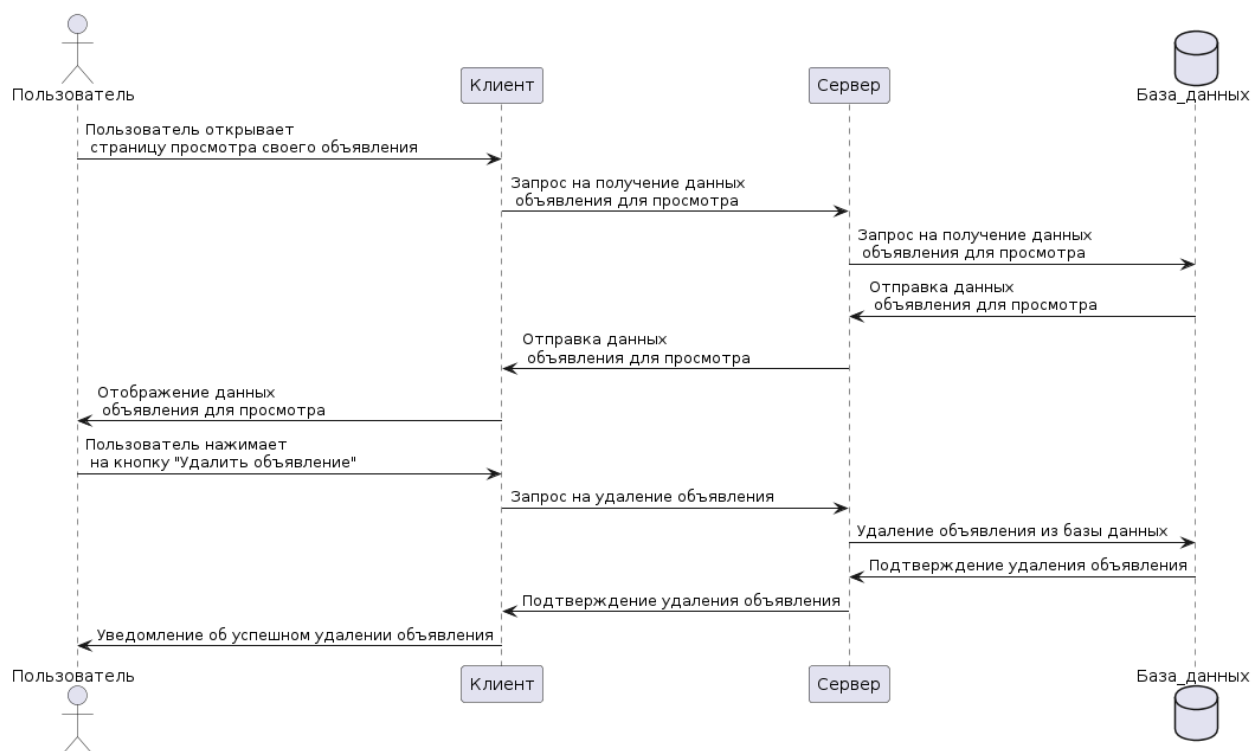 Пользователь
Клиент
Сервер
База_данных
Пользователь открывает
страницу просмотра своего объявления
Запрос на получение данных
объявления для просмотра
Запрос на получение данных
объявления для просмотра
Отправка данных
объявления для просмотра
Отправка данных
объявления для просмотра
Отображение данных
объявления для просмотра
Пользователь нажимает
на кнопку "Удалить объявление"
Запрос на удаление объявления
Удаление объявления из базы данных
Подтверждение удаления объявления
Подтверждение удаления объявления
Уведомление об успешном удалении объявления
Пользователь
Клиент
Сервер
База_данных